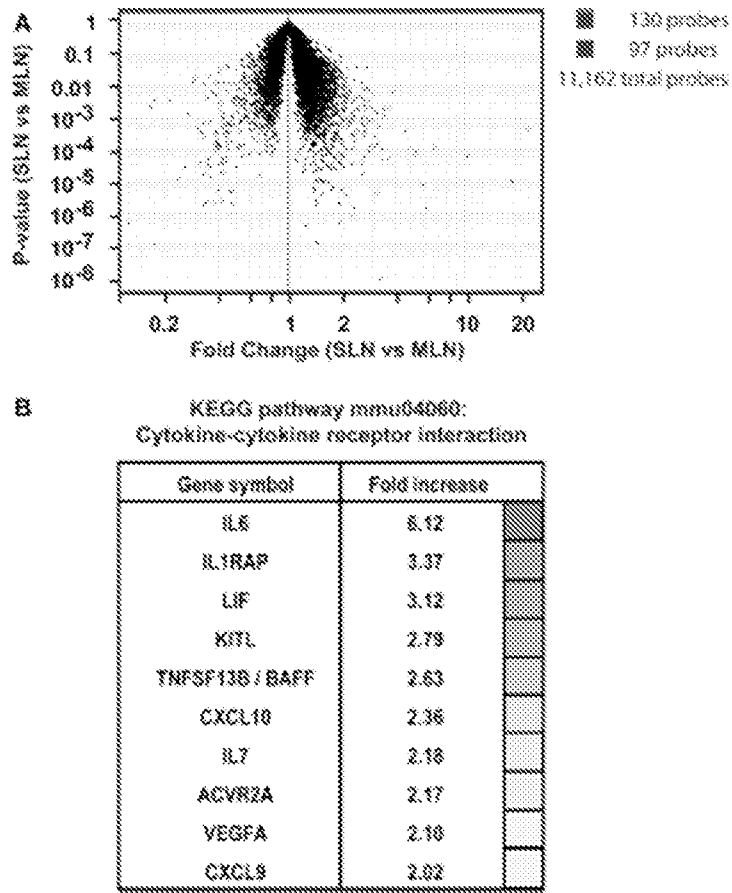 A
P-value (SLN vs MLN)
1
0.1
0.01
10⁻³
10⁻⁴
10⁻⁵
10⁻⁶
10⁻⁷
10⁻⁸
0.2 1 2 10 20
Fold Change (SLN vs MLN)
130 probes
97 probes
11,162 total probes
B
KEGG pathway mmu04060:
Cytokine-cytokine receptor interaction
Gene symbol Fold increase
IL6 6.12
IL1RAP 3.37
LIF 3.12
KITL 2.79
TNFSF13B / BAFF 2.63
CXCL10 2.36
IL7 2.18
ACVR2A 2.17
VEGFA 2.10
CXCL9 2.02